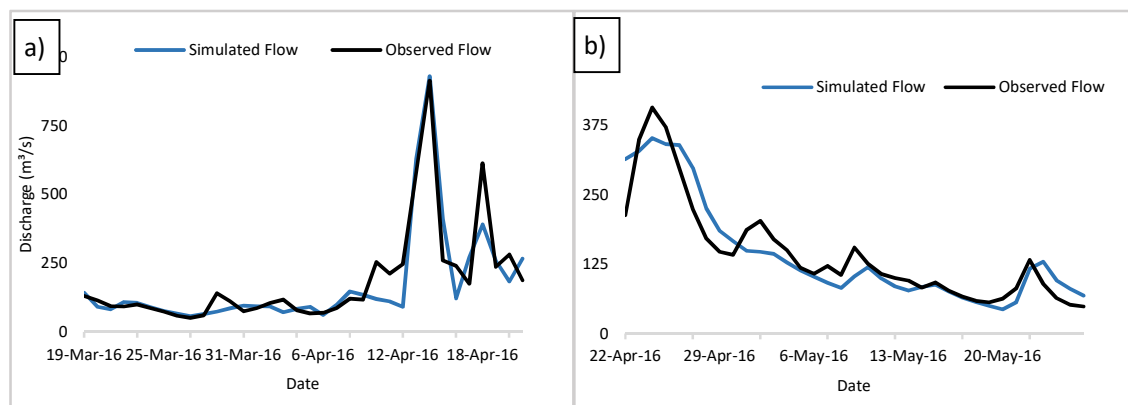 a)
0
Simulated Flow
Observed Flow
750
500
250
0
Discharge (m³/s)
19-Mar-16 25-Mar-16 31-Mar-16 6-Apr-16 12-Apr-16 18-Apr-16
Date
b)
Simulated Flow
Observed Flow
375
250
125
0
22-Apr-16 29-Apr-16 6-May-16 13-May-16 20-May-16
Date